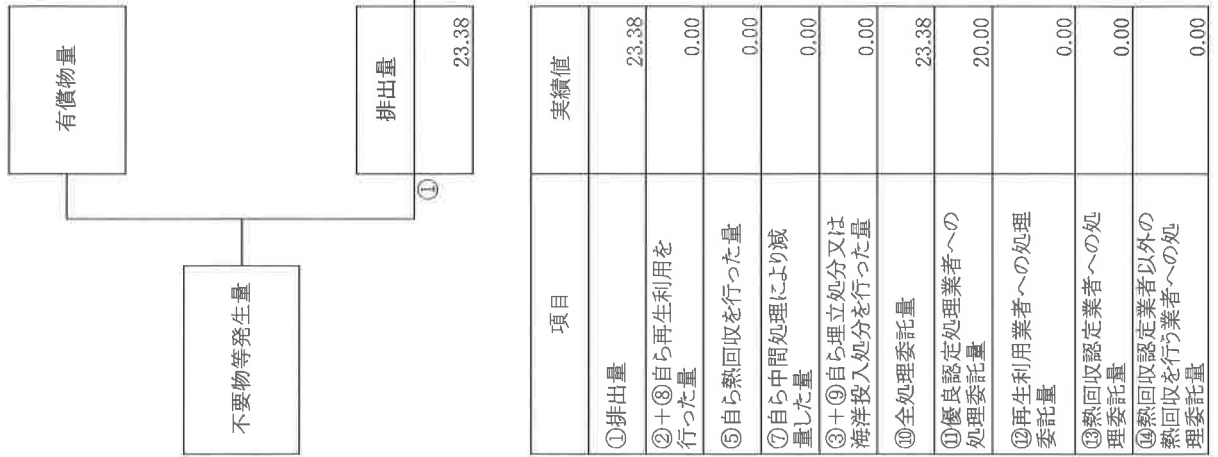 不要物等発生量
有償物量
①
排出量
23.38
項目
実績値
①排出量
23.38
②＋⑧自ら再生利用を
行った量
0.00
⑤自ら熱回収を行った量
0.00
⑦自ら中間処理により減
量した量
0.00
③＋⑨自ら埋立処分又は
海洋投入処分を行った量
0.00
⑩全処理委託量
23.38
⑪優良認定処理業者への
処理委託量
20.00
⑫再生利用業者への処理
委託量
0.00
⑬熱回収認定業者への処
理委託量
0.00
⑭熱回収認定業者以外の
熱回収を行う業者への処
理委託量
0.00